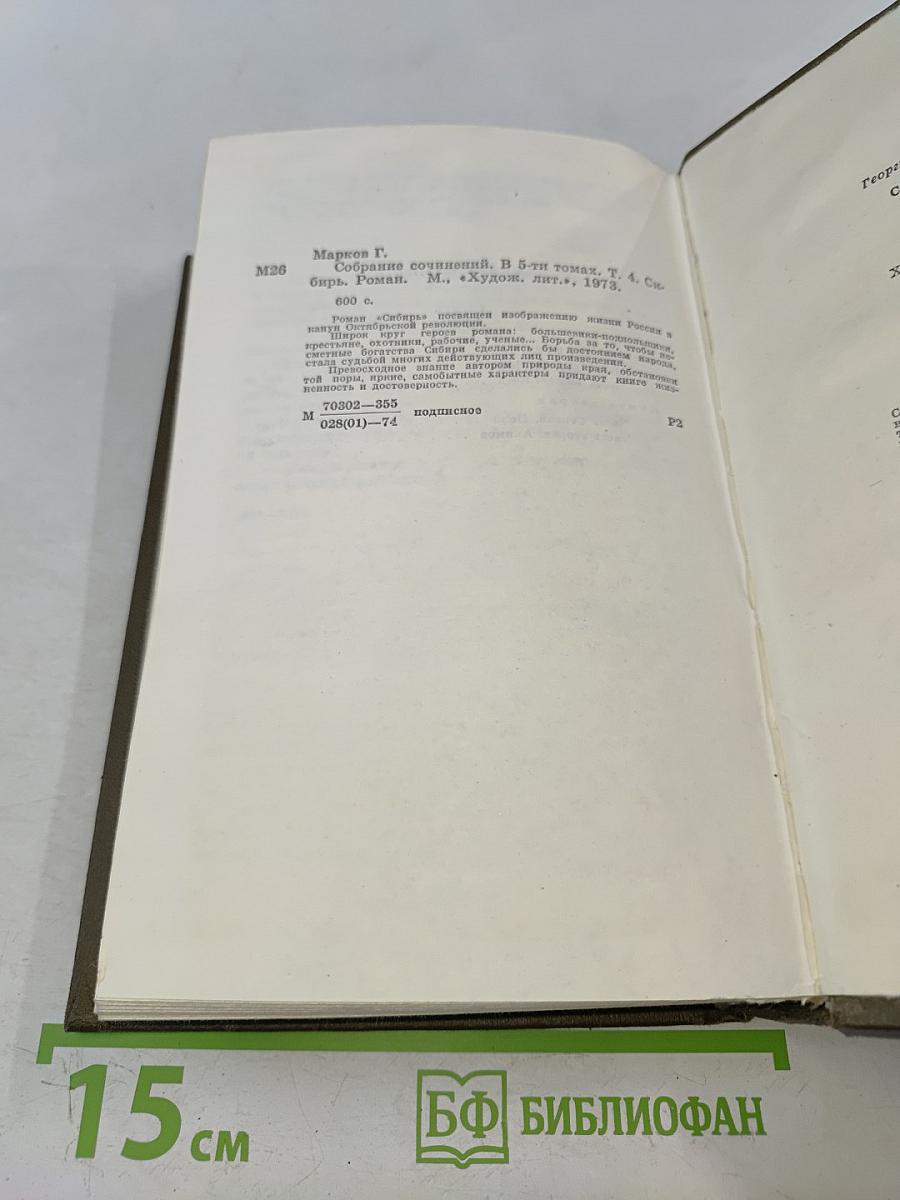 Марков Г.
М26 Собрание сочинений. В 5-ти томах. Т. 4. Си-
бирь. Роман. М., «Худож. лит.», 1973.
600 с.
Роман «Сибирь» посвящен изображению жизни России в
канун Октябрьской революции.
Широк круг героев романа: большевики-подпольщики,
крестьяне, охотники, рабочие, ученые... Борьба за то, чтобы не-
сметные богатства Сибири сделались бы достоянием народа,
стала судьбой многих действующих лиц произведения.
Превосходное знание автором природы края, обстановки
той поры, яркие, самобытные характеры придают книге жиз-
ненность и достоверность.
М 70302—355
028(01)—74 подписное Р2
Георг
С
Х
15 см
БФ БИБЛИОФАН